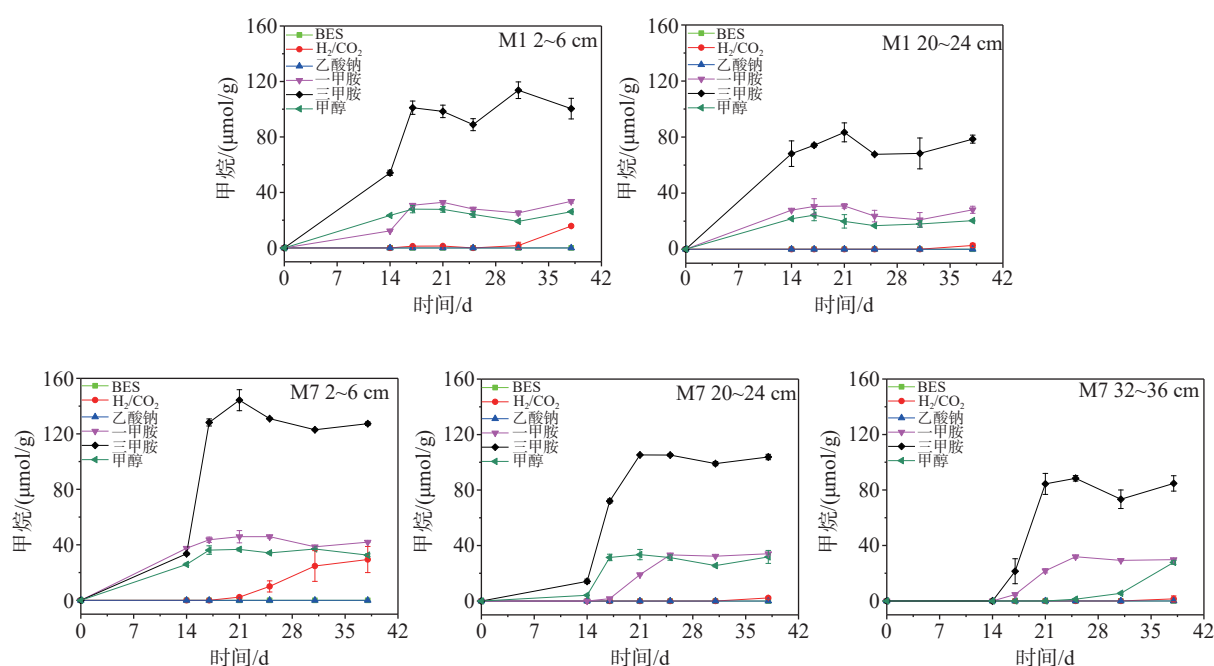 M1 2~6 cm
BES
H₂/CO₂
乙酸钠
一甲胺
三甲胺
甲醇
甲烷/(μmol/g)
160
120
80
40
0
0 7 14 21 28 35 42
时间/d
M1 20~24 cm
BES
H₂/CO₂
乙酸钠
一甲胺
三甲胺
甲醇
甲烷/(μmol/g)
160
120
80
40
0
0 7 14 21 28 35 42
时间/d
M7 2~6 cm
BES
H₂/CO₂
乙酸钠
一甲胺
三甲胺
甲醇
甲烷/(μmol/g)
160
120
80
40
0
0 7 14 21 28 35 42
时间/d
M7 20~24 cm
BES
H₂/CO₂
乙酸钠
一甲胺
三甲胺
甲醇
甲烷/(μmol/g)
160
120
80
40
0
0 7 14 21 28 35 42
时间/d
M7 32~36 cm
BES
H₂/CO₂
乙酸钠
一甲胺
三甲胺
甲醇
甲烷/(μmol/g)
160
120
80
40
0
0 7 14 21 28 35 42
时间/d